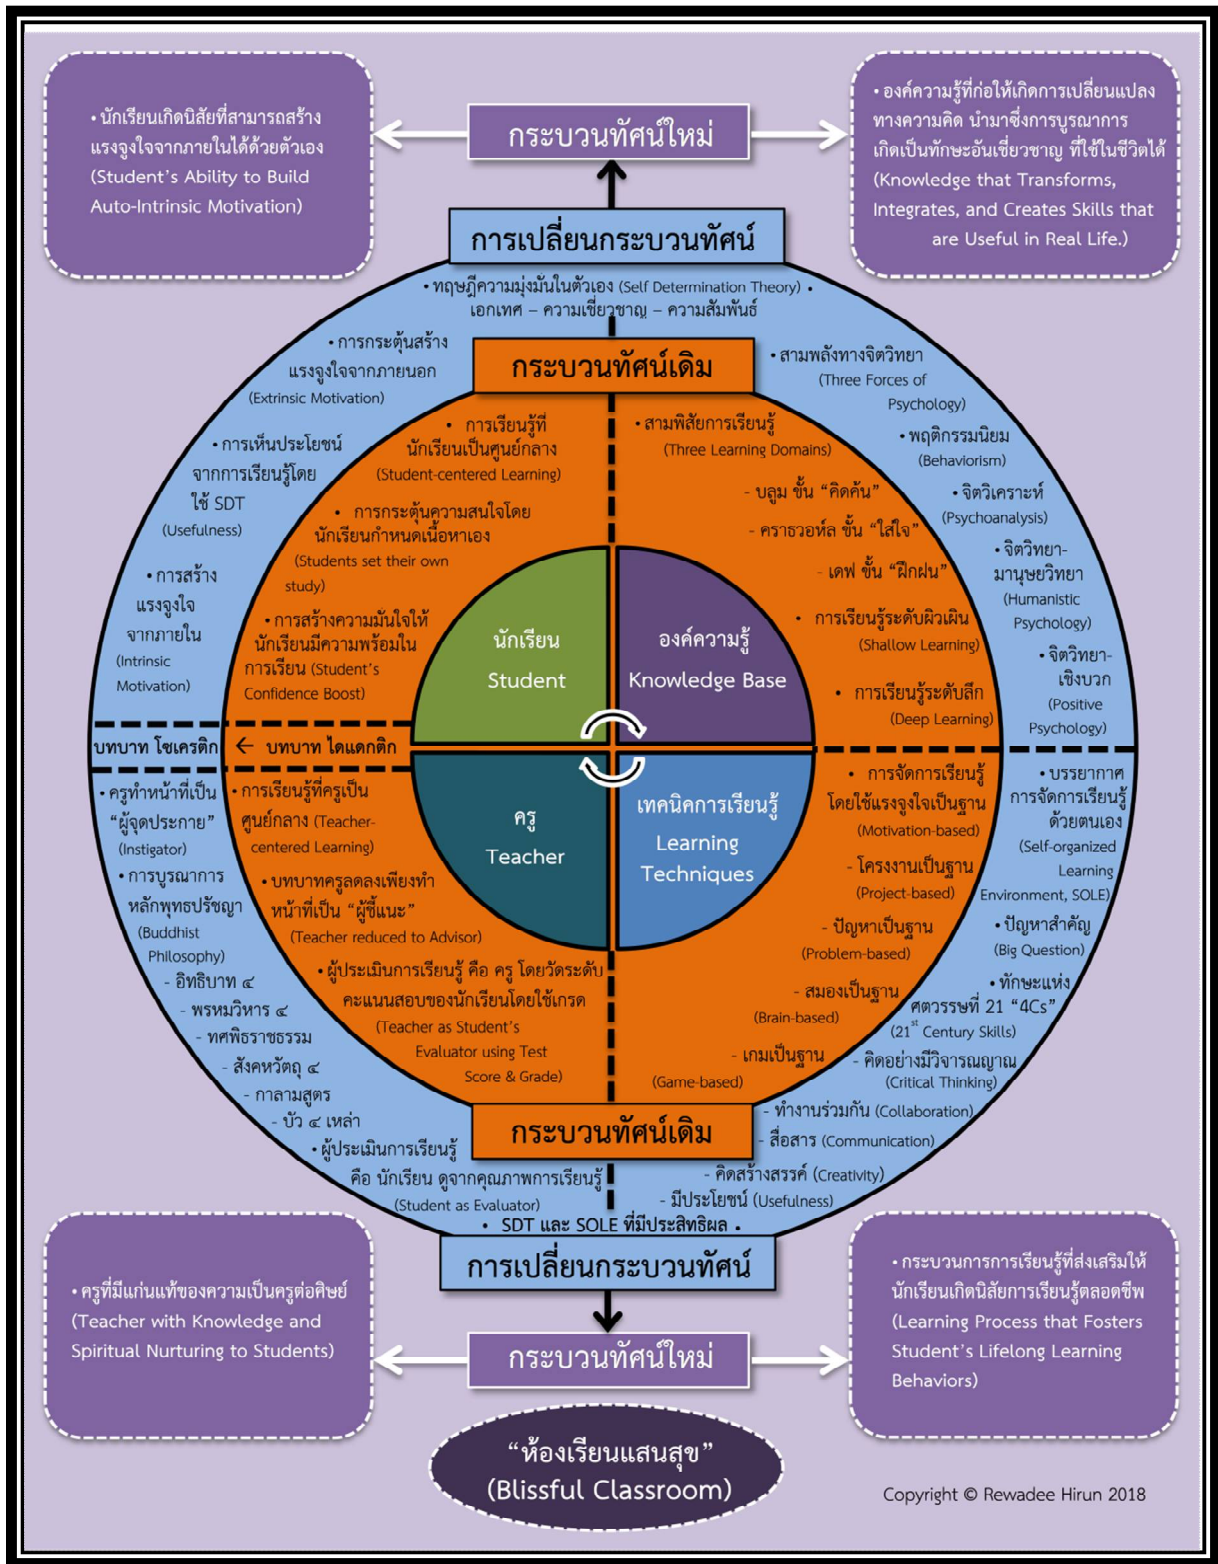 • นักเรียนเกิดนิสัยที่สามารถสร้าง
แรงจูงใจจากภายในได้ด้วยตัวเอง
(Student's Ability to Build
Auto-Intrinsic Motivation)
กระบวนทัศน์ใหม่
• องค์ความรู้ที่ก่อให้เกิดการเปลี่ยนแปลง
ทางความคิด นำมาซึ่งการบูรณาการ
เกิดเป็นทักษะอันเชี่ยวชาญ ที่ใช้ในชีวิตได้
(Knowledge that Transforms,
Integrates, and Creates Skills that
are Useful in Real Life.)
การเปลี่ยนกระบวนทัศน์
• ทฤษฎีความมุ่งมั่นในตัวเอง (Self Determination Theory) •
เอกเทศ – ความเชี่ยวชาญ – ความสัมพันธ์
• การกระตุ้นสร้าง
แรงจูงใจจากภายนอก
(Extrinsic Motivation)
• การเห็นประโยชน์
จากการเรียนรู้โดย
ใช้ SDT
(Usefulness)
• การสร้าง
แรงจูงใจ
จากภายใน
(Intrinsic
Motivation)
• สามพลังทางจิตวิทยา
(Three Forces of
Psychology)
• พฤติกรรมนิยม
(Behaviorism)
• จิตวิเคราะห์
(Psychoanalysis)
• จิตวิทยา-
มานุษยวิทยา
(Humanistic
Psychology)
• จิตวิทยา-
เชิงบวก
(Positive
Psychology)
กระบวนทัศน์เดิม
• การเรียนรู้ที่
นักเรียนเป็นศูนย์กลาง
(Student-centered Learning)
• การกระตุ้นความสนใจโดย
นักเรียนกำหนดเนื้อหาเอง
(Students set their own
study)
• การสร้างความมั่นใจให้
นักเรียนมีความพร้อมใน
การเรียน (Student's
Confidence Boost)
• สามพิสัยการเรียนรู้
(Three Learning Domains)
- บลูม ขั้น “คิดค้น”
- คราธวอห์ล ขั้น “ใส่ใจ”
- เดฟ ขั้น “ฝึกฝน”
• การเรียนรู้ระดับผิวเผิน
(Shallow Learning)
• การเรียนรู้ระดับลึก
(Deep Learning)
นักเรียน
Student
องค์ความรู้
Knowledge Base
บทบาท โซเครติก
← บทบาท ไดแดกติก
ครู
Teacher
เทคนิคการเรียนรู้
Learning
Techniques
• ครูทำหน้าที่เป็น
“ผู้จุดประกาย”
(Instigator)
• การบูรณาการ
หลักพุทธปรัชญา
(Buddhist
Philosophy)
- อิทธิบาท ๔
- พรหมวิหาร ๔
- ทศพิธราชธรรม
- สังคหวัตถุ ๔
- กาลามสูตร
- บัว ๔ เหล่า
• ผู้ประเมินการเรียนรู้
คือ นักเรียน ดูจากคุณภาพการเรียนรู้
(Student as Evaluator)
• การเรียนรู้ที่ครูเป็น
ศูนย์กลาง (Teacher-
centered Learning)
• บทบาทครูลดลงเพียงทำ
หน้าที่เป็น “ผู้ชี้แนะ”
(Teacher reduced to Advisor)
• ผู้ประเมินการเรียนรู้ คือ ครู โดยวัดระดับ
คะแนนสอบของนักเรียนโดยใช้เกรด
(Teacher as Student's
Evaluator using Test
Score & Grade)
• การจัดการเรียนรู้
โดยใช้แรงจูงใจเป็นฐาน
(Motivation-based)
- โครงงานเป็นฐาน
(Project-based)
- ปัญหาเป็นฐาน
(Problem-based)
- สมองเป็นฐาน
(Brain-based)
- เกมเป็นฐาน
(Game-based)
• บรรยากาศ
การจัดการเรียนรู้
ด้วยตนเอง
(Self-organized
Learning
Environment, SOLE)
• ปัญหาสำคัญ
(Big Question)
• ทักษะแห่ง
ศตวรรษที่ 21 “4Cs”
(21st Century Skills)
- คิดอย่างมีวิจารณญาณ
(Critical Thinking)
- ทำงานร่วมกัน (Collaboration)
- สื่อสาร (Communication)
- คิดสร้างสรรค์ (Creativity)
- มีประโยชน์ (Usefulness)
กระบวนทัศน์เดิม
• SDT และ SOLE ที่มีประสิทธิผล •
การเปลี่ยนกระบวนทัศน์
• ครูที่มีแก่นแท้ของความเป็นครูต่อศิษย์
(Teacher with Knowledge and
Spiritual Nurturing to Students)
กระบวนทัศน์ใหม่
• กระบวนการการเรียนรู้ที่ส่งเสริมให้
นักเรียนเกิดนิสัยการเรียนรู้ตลอดชีพ
(Learning Process that Fosters
Student's Lifelong Learning
Behaviors)
“ห้องเรียนแสนสุข”
(Blissful Classroom)
Copyright © Rewadee Hirun 2018